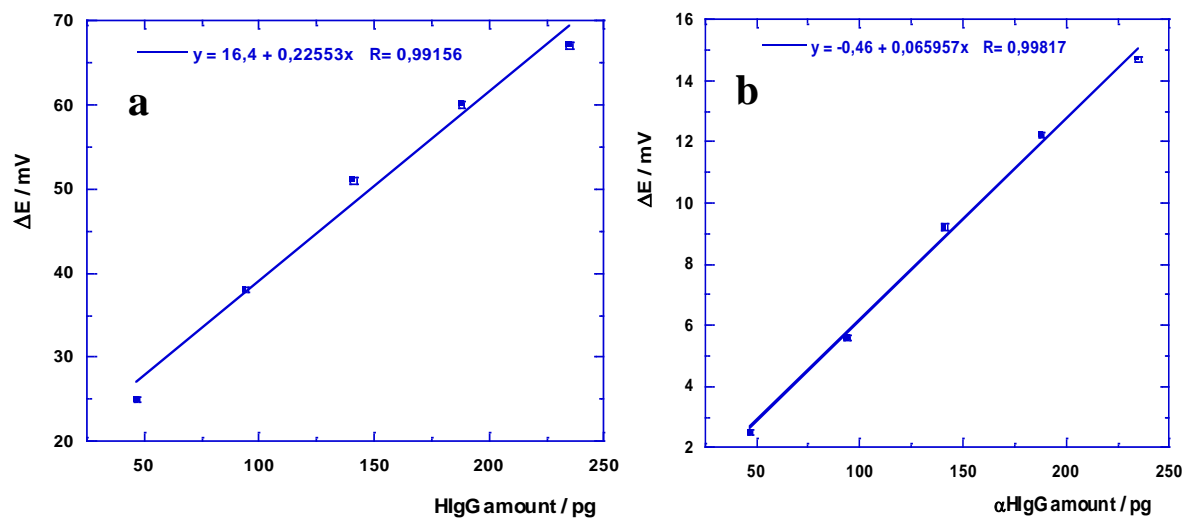 y = 16,4 + 0,22553x R= 0,99156
a
ΔE / mV
70
60
50
40
30
20
50 100 150 200 250
HIgG amount / pg
y = -0,46 + 0,065957x R= 0,99817
b
ΔE / mV
16
14
12
10
8
6
4
2
50 100 150 200 250
αHIgG amount / pg